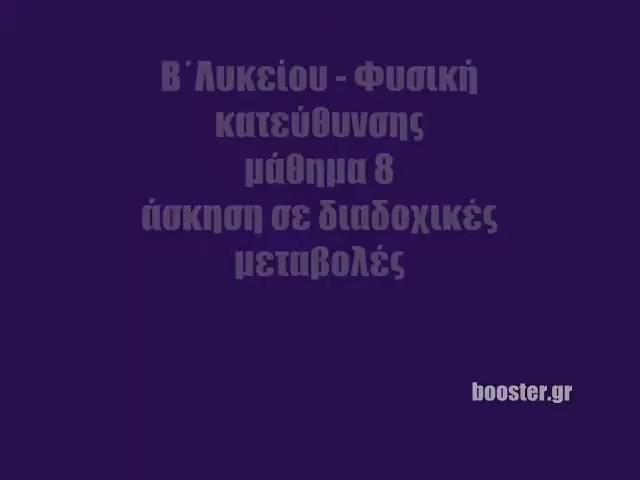 Β΄Λυκείου - Φυσική
κατεύθυνσης
μάθημα 8
άσκηση σε διαδοχικές
μεταβολές
booster.gr